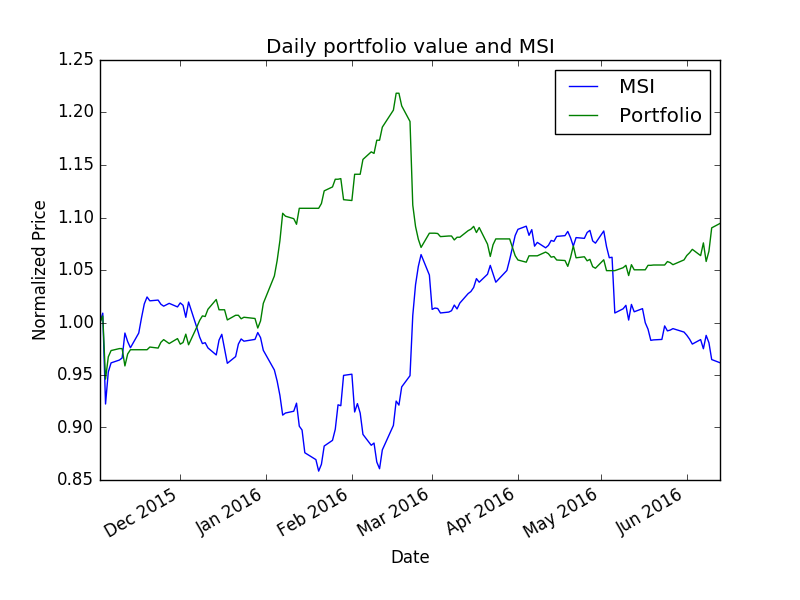 Daily portfolio value and MSI
1.25
1.20
1.15
1.10
1.05
1.00
0.95
0.90
0.85
Normalized Price
MSI
Portfolio
Dec 2015
Jan 2016
Feb 2016
Mar 2016
Apr 2016
May 2016
Jun 2016
Date